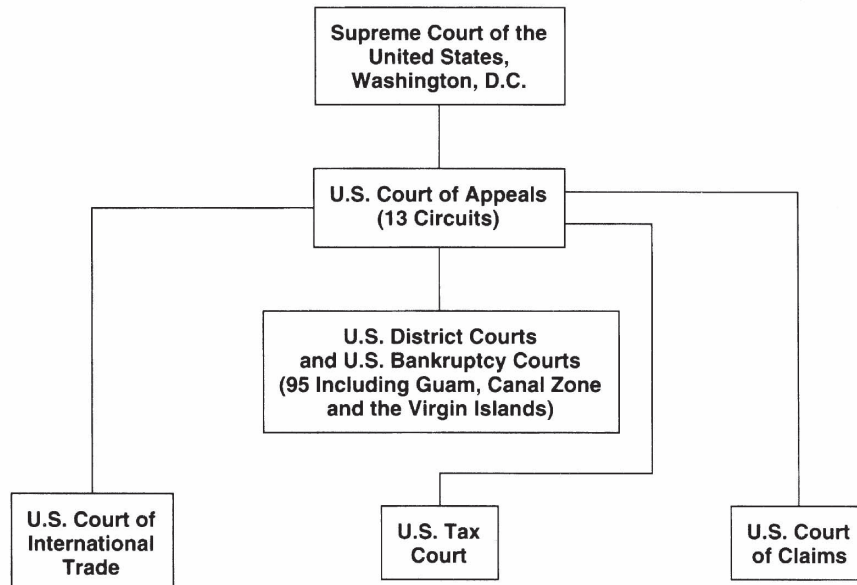 Supreme Court of the
United States,
Washington, D.C.
U.S. Court of Appeals
(13 Circuits)
U.S. District Courts
and U.S. Bankruptcy Courts
(95 Including Guam, Canal Zone
and the Virgin Islands)
U.S. Court of
International
Trade
U.S. Tax
Court
U.S. Court
of Claims